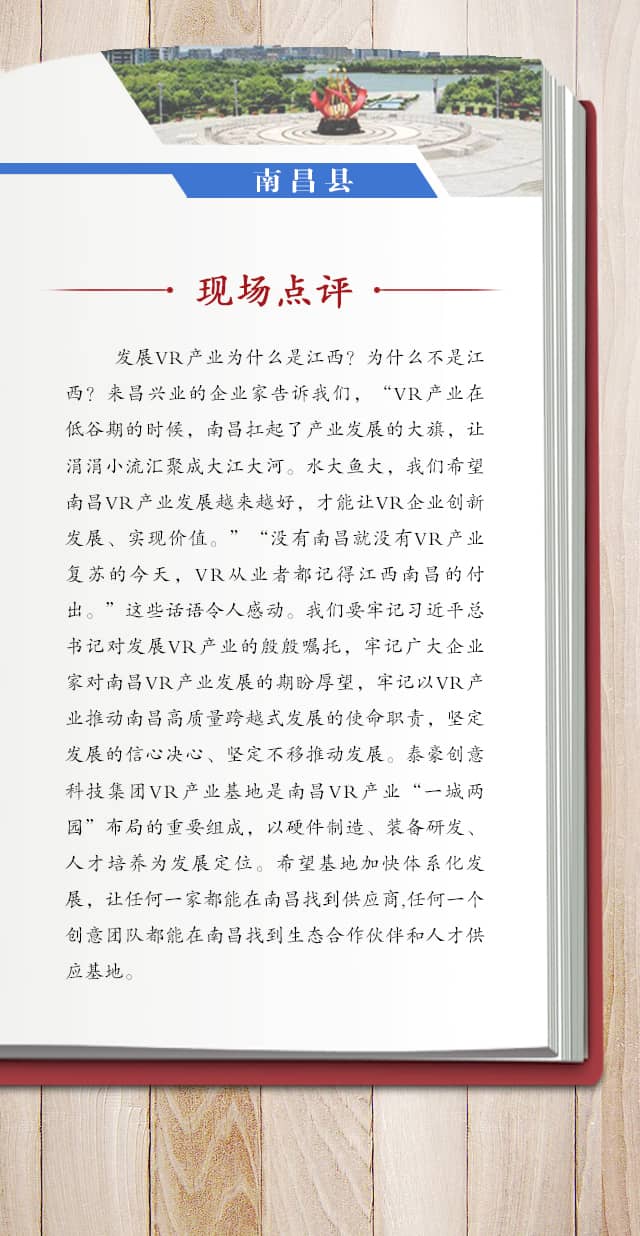 南昌县
现场点评
发展VR产业为什么是江西？为什么不是江
西？来昌兴业的企业家告诉我们，“VR产业在
低谷期的时候，南昌扛起了产业发展的大旗，让
涓涓小流汇聚成大江大河。水大鱼大，我们希望
南昌VR产业发展越来越好，才能让VR企业创新
发展、实现价值。”“没有南昌就没有VR产业
复苏的今天，VR从业者都记得江西南昌的付
出。”这些话语令人感动。我们要牢记习近平总
书记对发展VR产业的殷殷嘱托，牢记广大企业
家对南昌VR产业发展的期盼厚望，牢记以VR产
业推动南昌高质量跨越式发展的使命职责，坚定
发展的信心决心、坚定不移推动发展。泰豪创意
科技集团VR产业基地是南昌VR产业“一城两
园”布局的重要组成，以硬件制造、装备研发、
人才培养为发展定位。希望基地加快体系化发
展，让任何一家都能在南昌找到供应商,任何一个
创意团队都能在南昌找到生态合作伙伴和人才供
应基地。